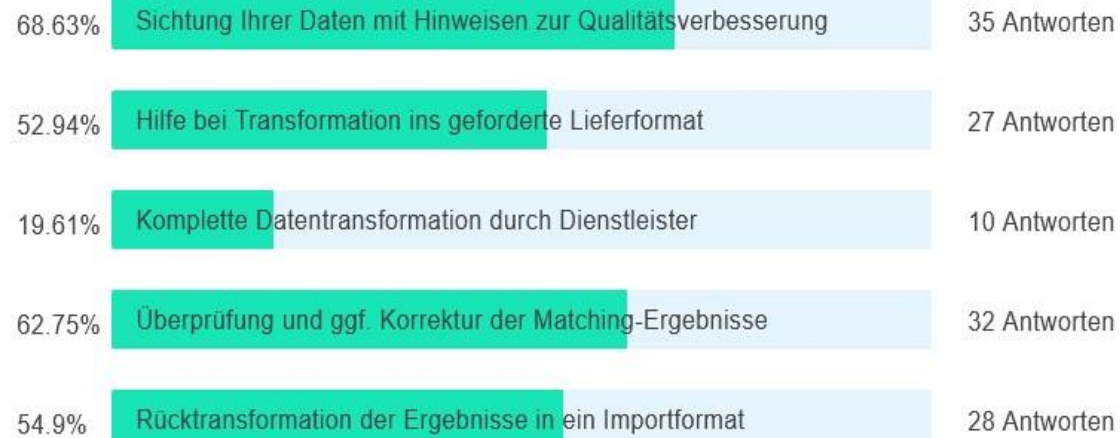 68.63% Sichtung Ihrer Daten mit Hinweisen zur Qualitätsverbesserung 35 Antworten
52.94% Hilfe bei Transformation ins geforderte Lieferformat 27 Antworten
19.61% Komplette Datentransformation durch Dienstleister 10 Antworten
62.75% Überprüfung und ggf. Korrektur der Matching-Ergebnisse 32 Antworten
54.9% Rücktransformation der Ergebnisse in ein Importformat 28 Antworten